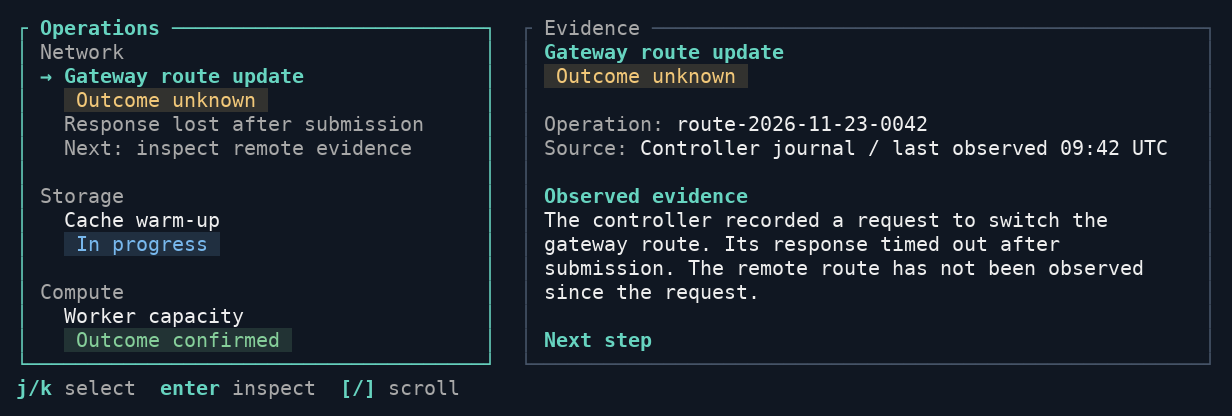 Operations
Network
→ Gateway route update
Outcome unknown
Response lost after submission
Next: inspect remote evidence
Storage
Cache warm-up
In progress
Compute
Worker capacity
Outcome confirmed
Evidence
Gateway route update
Outcome unknown
Operation: route-2026-11-23-0042
Source: Controller journal / last observed 09:42 UTC
Observed evidence
The controller recorded a request to switch the
gateway route. Its response timed out after
submission. The remote route has not been observed
since the request.
Next step
j/k select  enter inspect  [/] scroll